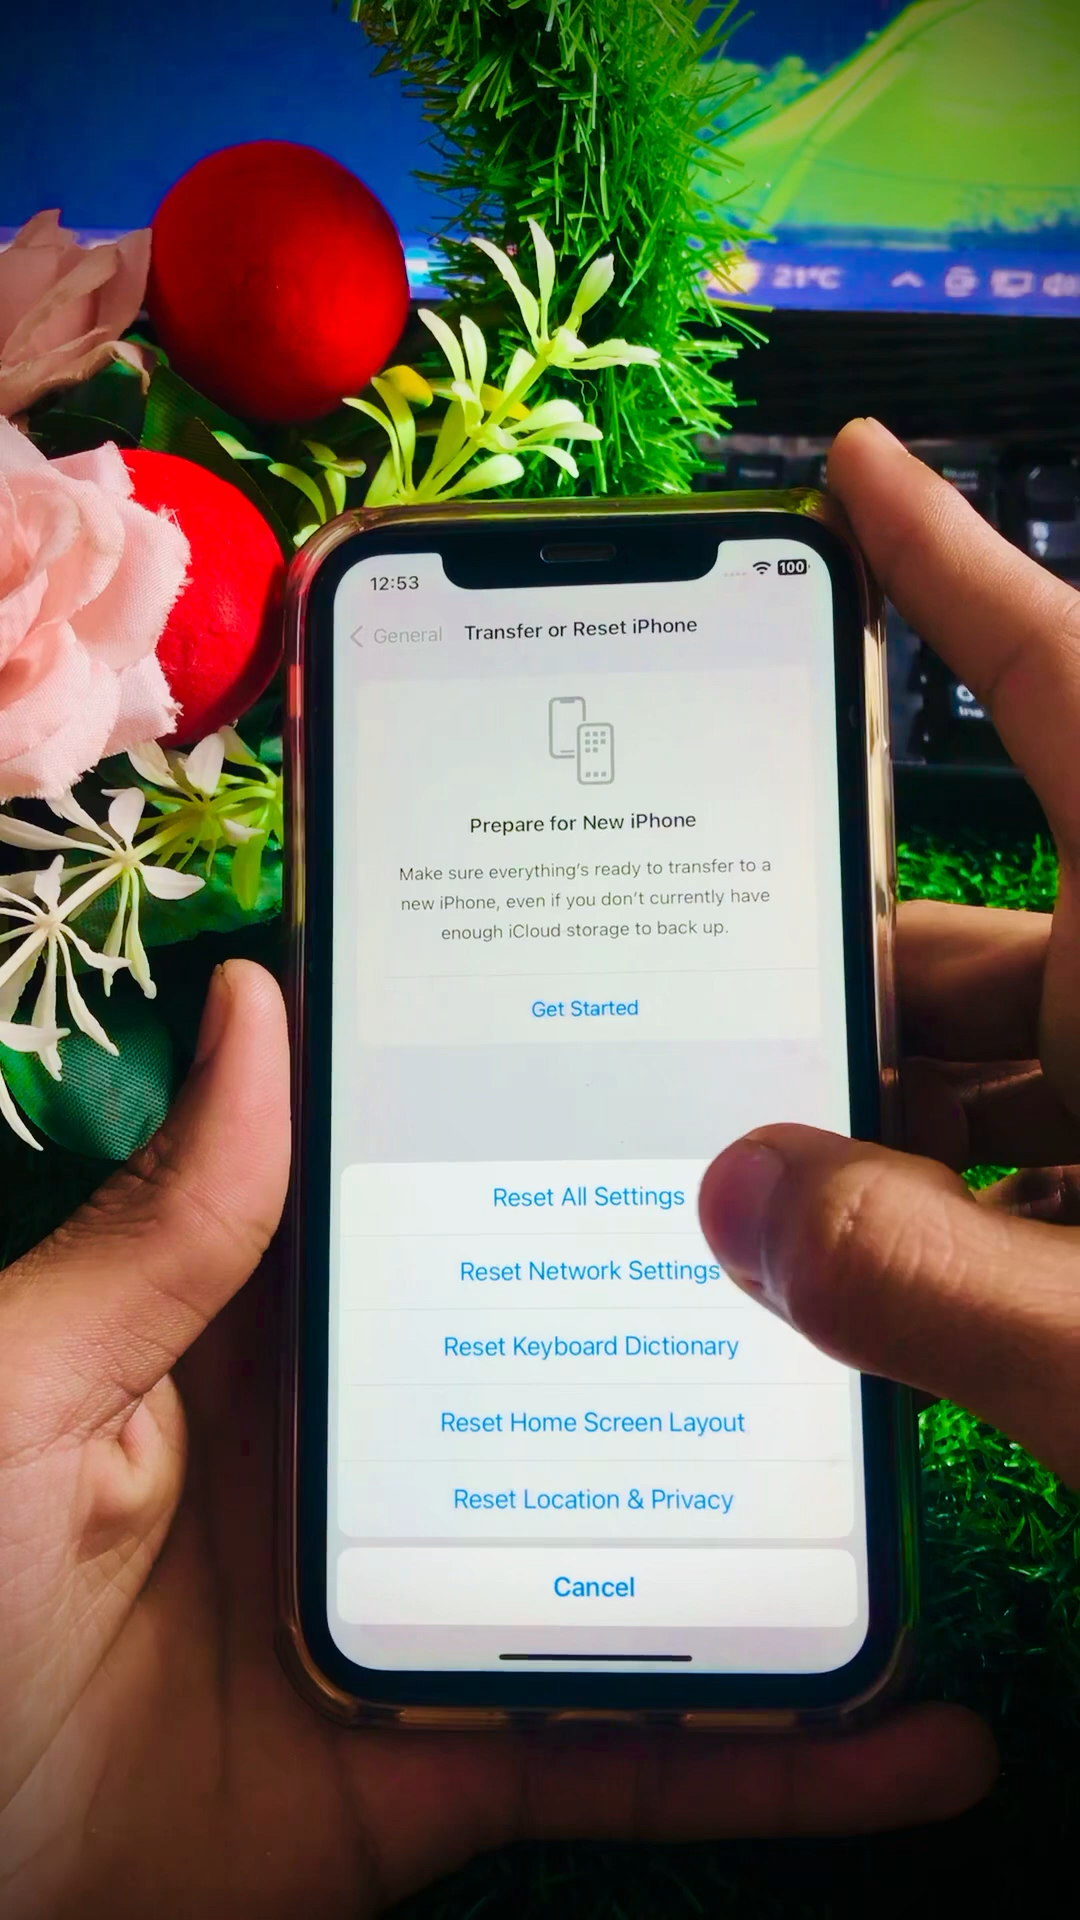 21°C
12:53
100
General
Transfer or Reset iPhone
Prepare for New iPhone
Make sure everything's ready to transfer to a
new iPhone, even if you don't currently have
enough iCloud storage to back up.
Get Started
Reset All Settings
Reset Network Settings
Reset Keyboard Dictionary
Reset Home Screen Layout
Reset Location & Privacy
Cancel